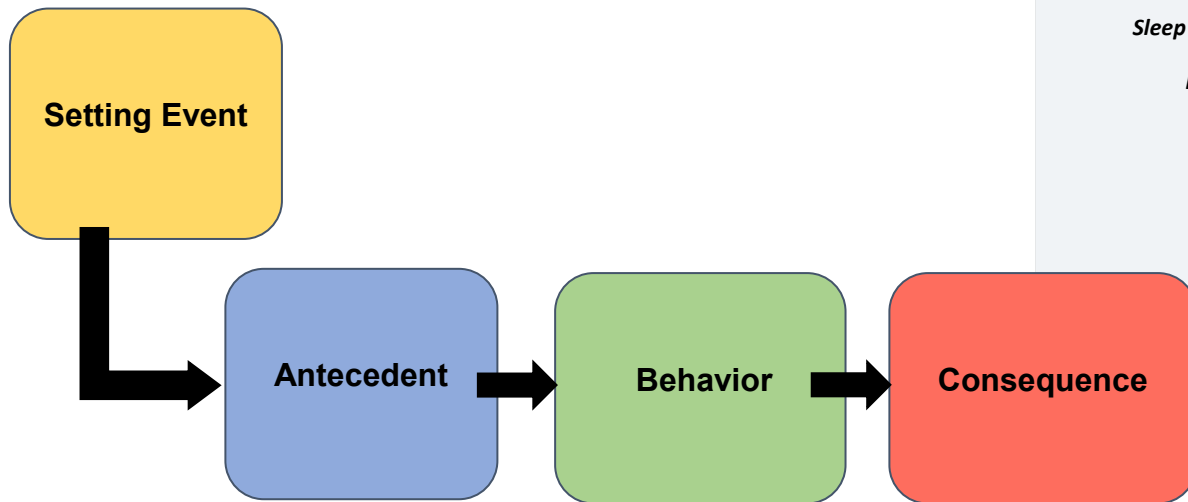 Sleep
Setting Event
Antecedent
Behavior
Consequence